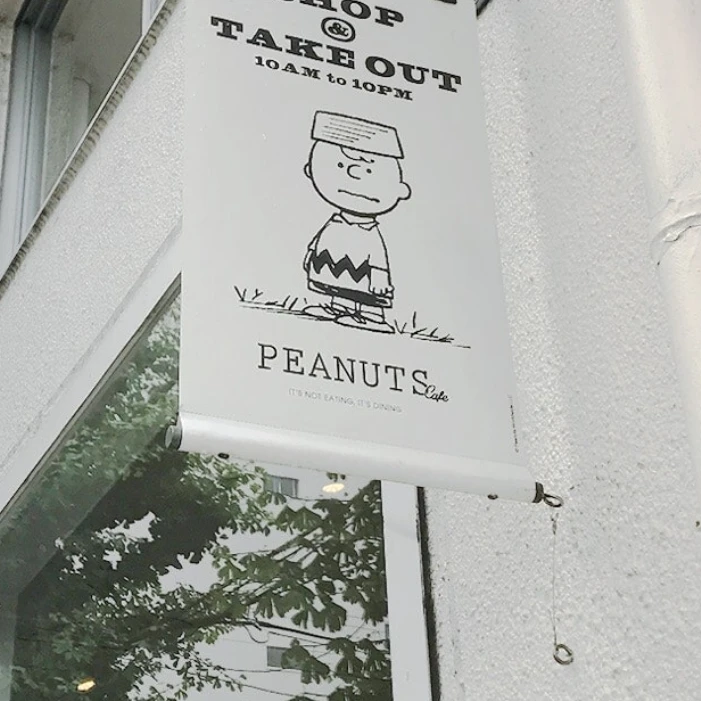 SHOP
&
TAKE OUT
10AM to 10PM
PEANUTS Cafe
IT'S NOT EATING, IT'S DINING